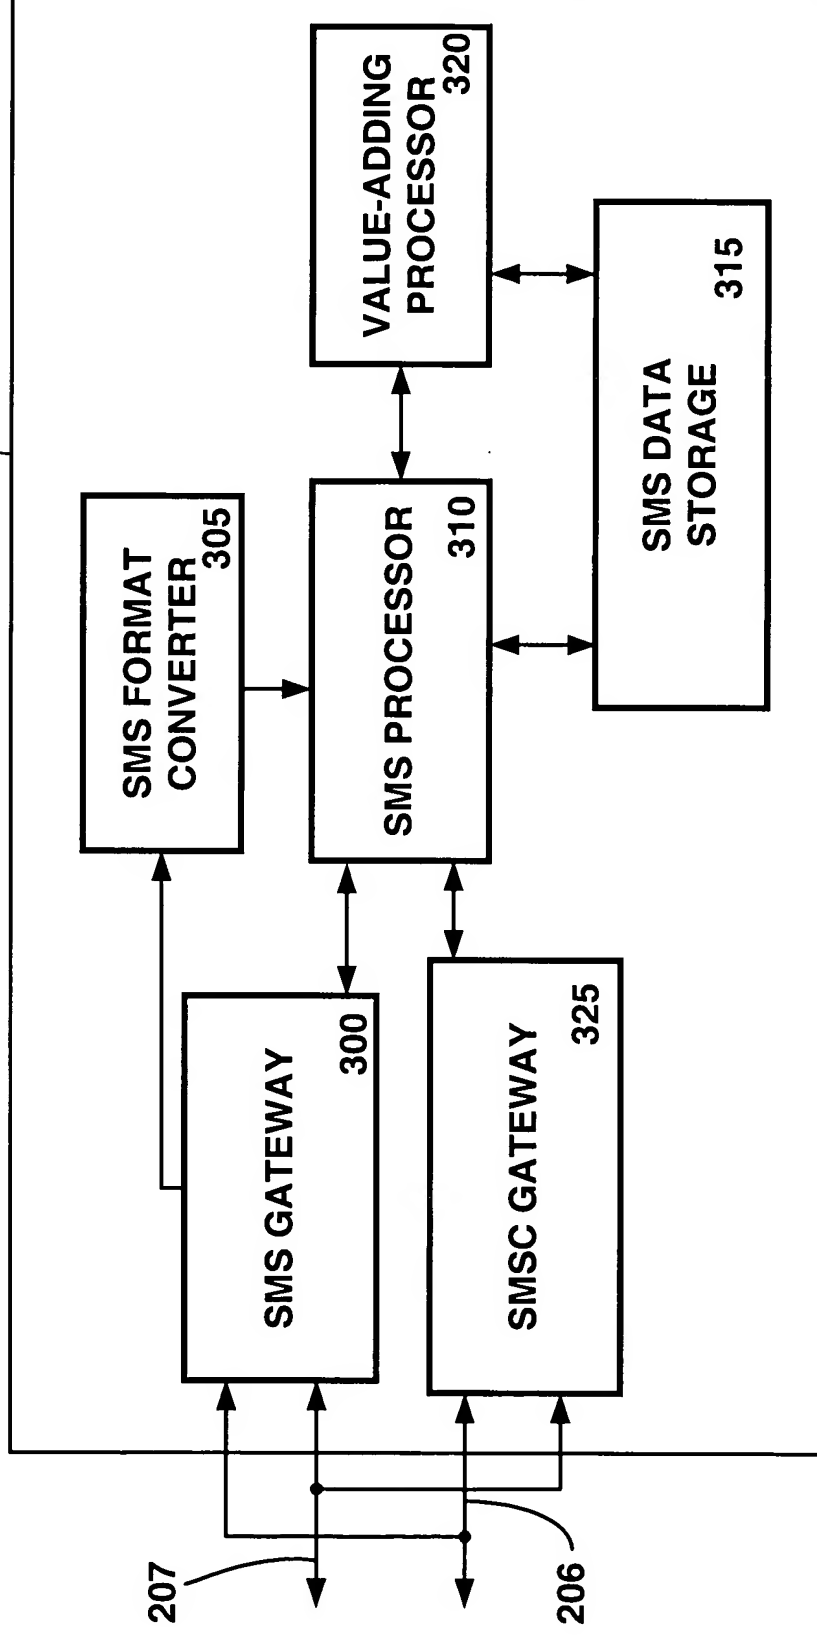 SMS FORMAT
CONVERTER
305
VALUE-ADDING
PROCESSOR
320
SMS PROCESSOR
310
SMS DATA
STORAGE
315
SMS GATEWAY
300
SMSC GATEWAY
325
207
206